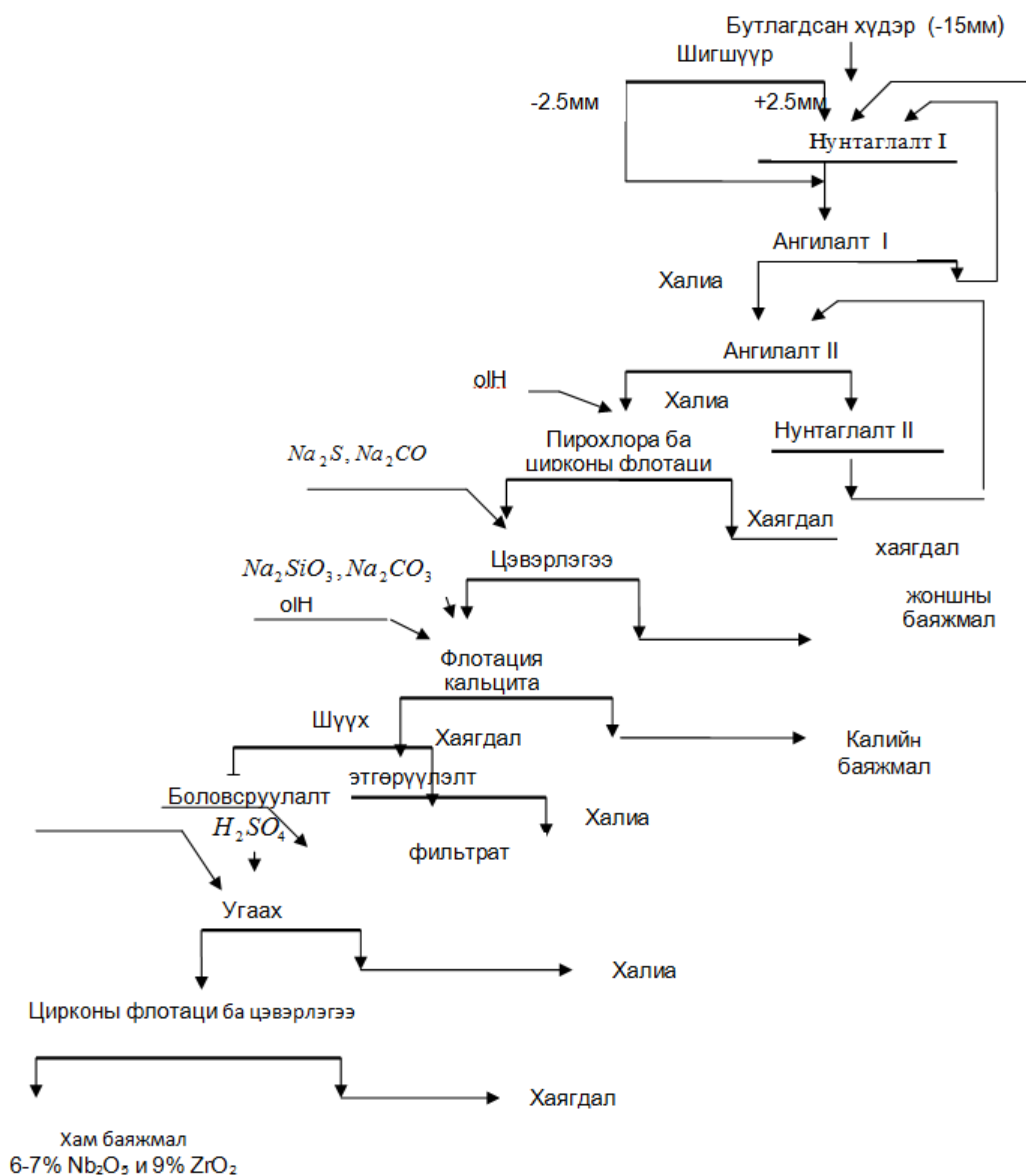 Бутлагдсан хүдэр (-15мм)
Шигшүүр
-2.5мм
+2.5мм
Нунтаглалт I
Ангилалт I
Халиа
Ангилалт II
olH
Халиа
Нунтаглалт II
Пирохлора ба
цирконы флотаци
Na₂S, Na₂CO
Хаягдал
хаягдал
Цэвэрлэгээ
Na₂SiO₃, Na₂CO₃
жоншны
баяжмал
olH
Флотация
кальцита
Шүүх
Хаягдал
Калийн
баяжмал
этгөрүүлэлт
Боловсруулалт
Халиа
H₂SO₄
фильтрат
Угаах
Халиа
Цирконы флотаци ба цэвэрлэгээ
Хаягдал
Хам баяжмал
6-7% Nb₂O₅ и 9% ZrO₂